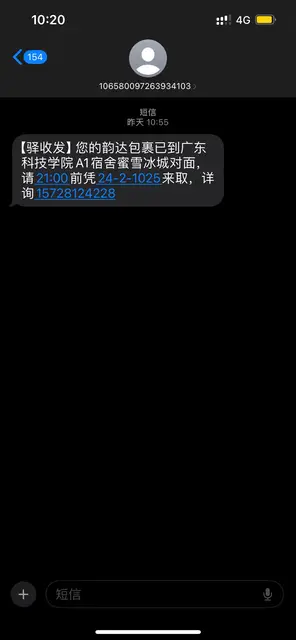 10:20
4G
154
106580097263934103
短信
昨天 10:55
【驿收发】您的韵达包裹已到广东
科技学院A1宿舍蜜雪冰城对面，
请21:00前凭24-2-1025来取，详
询15728124228
短信